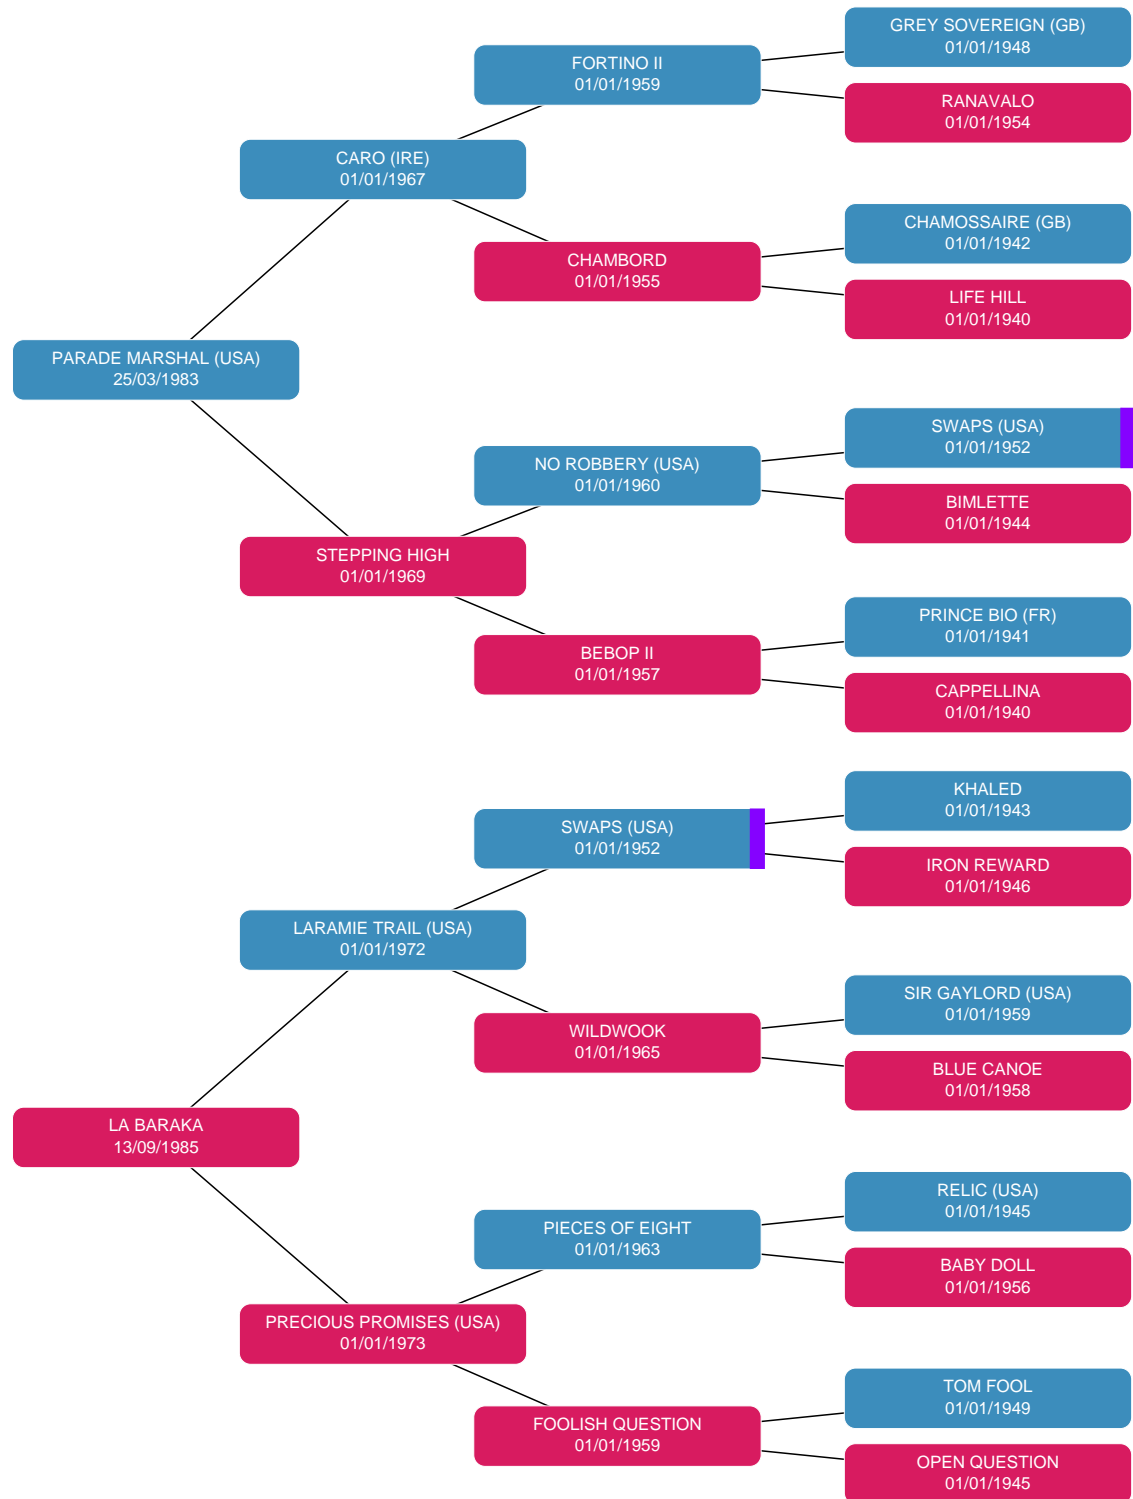 GREY SOVEREIGN (GB)
01/01/1948
FORTINO II
01/01/1959
RANAVALO
01/01/1954
CARO (IRE)
01/01/1967
CHAMOSSAIRE (GB)
01/01/1942
CHAMBORD
01/01/1955
LIFE HILL
01/01/1940
PARADE MARSHAL (USA)
25/03/1983
SWAPS (USA)
01/01/1952
NO ROBBERY (USA)
01/01/1960
BIMLETTE
01/01/1944
STEPPING HIGH
01/01/1969
PRINCE BIO (FR)
01/01/1941
BEBOP II
01/01/1957
CAPPELLINA
01/01/1940
KHALED
01/01/1943
SWAPS (USA)
01/01/1952
IRON REWARD
01/01/1946
LARAMIE TRAIL (USA)
01/01/1972
SIR GAYLORD (USA)
01/01/1959
WILDWOOK
01/01/1965
BLUE CANOE
01/01/1958
LA BARAKA
13/09/1985
RELIC (USA)
01/01/1945
PIECES OF EIGHT
01/01/1963
BABY DOLL
01/01/1956
PRECIOUS PROMISES (USA)
01/01/1973
TOM FOOL
01/01/1949
FOOLISH QUESTION
01/01/1959
OPEN QUESTION
01/01/1945